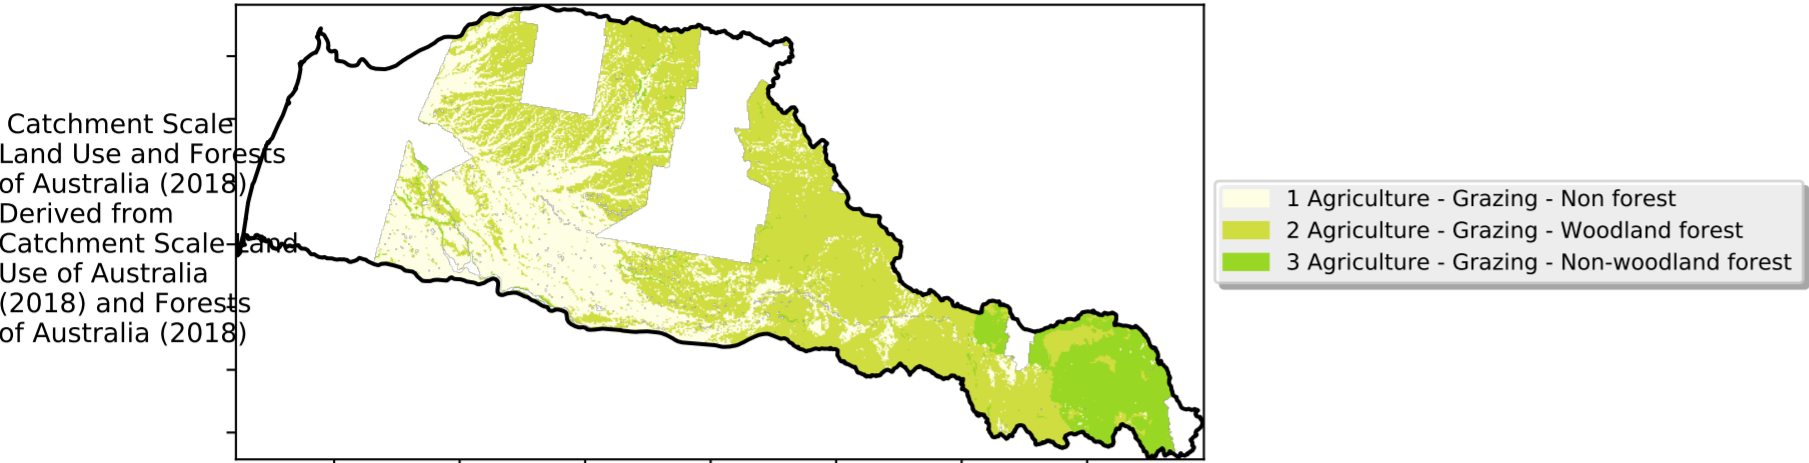 Catchment Scale
Land Use and Forests
of Australia (2018)
Derived from
Catchment Scale Land
Use of Australia
(2018) and Forests
of Australia (2018)
1 Agriculture - Grazing - Non forest
2 Agriculture - Grazing - Woodland forest
3 Agriculture - Grazing - Non-woodland forest